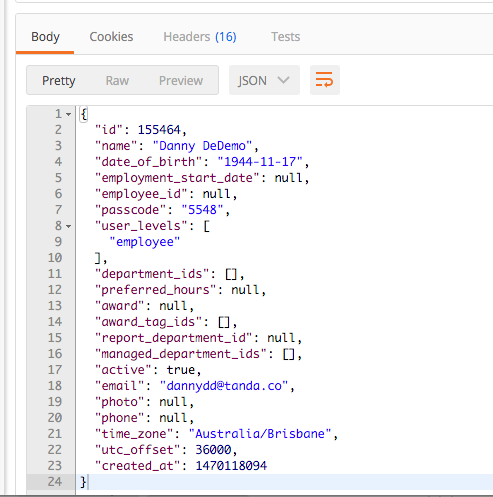 Body Cookies Headers (16) Tests
Pretty Raw Preview JSON
1 {
2 "id": 155464,
3 "name": "Danny DeDemo",
4 "date_of_birth": "1944-11-17",
5 "employment_start_date": null,
6 "employee_id": null,
7 "passcode": "5548",
8 "user_levels": [
9 "employee"
10 ],
11 "department_ids": [],
12 "preferred_hours": null,
13 "award": null,
14 "award_tag_ids": [],
15 "report_department_id": null,
16 "managed_department_ids": [],
17 "active": true,
18 "email": "dannydd@tanda.co",
19 "photo": null,
20 "phone": null,
21 "time_zone": "Australia/Brisbane",
22 "utc_offset": 36000,
23 "created_at": 1470118094
24 }